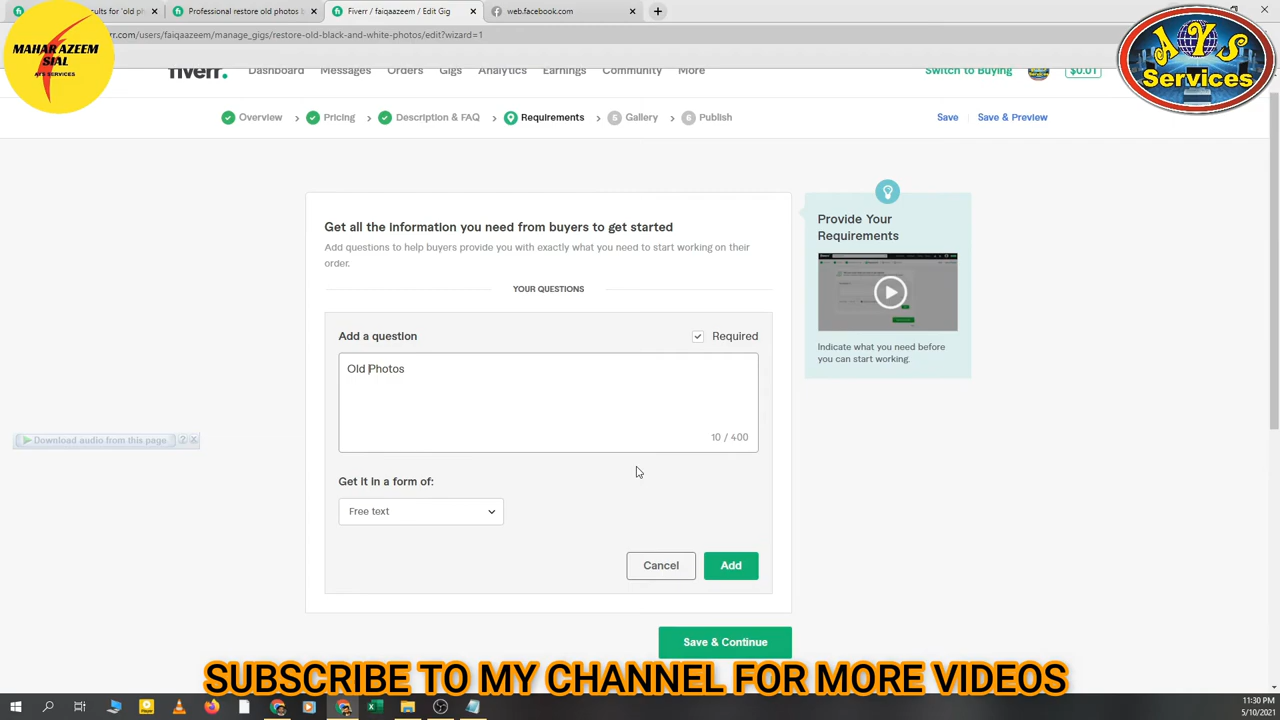 sults for 'old ph
Professional restore old photos b
Fiverr / faiqaazeem / Edit Gig
web.facebook.com
rr.com/users/faiqaazeem/manage_gigs/restore-old-black-and-white-photos/edit?wizard=1
MAHAR AZEEM
SIAL
AYS SERVICES
AYS
Services
fiverr.
Dashboard
Messages
Orders
Gigs
Analytics
Earnings
Community
More
Switch to Buying
$0.01
Overview
Pricing
Description & FAQ
Requirements
5 Gallery
6 Publish
Save
Save & Preview
Get all the information you need from buyers to get started
Add questions to help buyers provide you with exactly what you need to start working on their
order.
YOUR QUESTIONS
Add a question
Required
Old Photos
10 / 400
Get it in a form of:
Free text
Cancel
Add
Save & Continue
Provide Your
Requirements
Indicate what you need before
you can start working.
Download audio from this page
? X
SUBSCRIBE TO MY CHANNEL FOR MORE VIDEOS
11:30 PM
5/10/2021